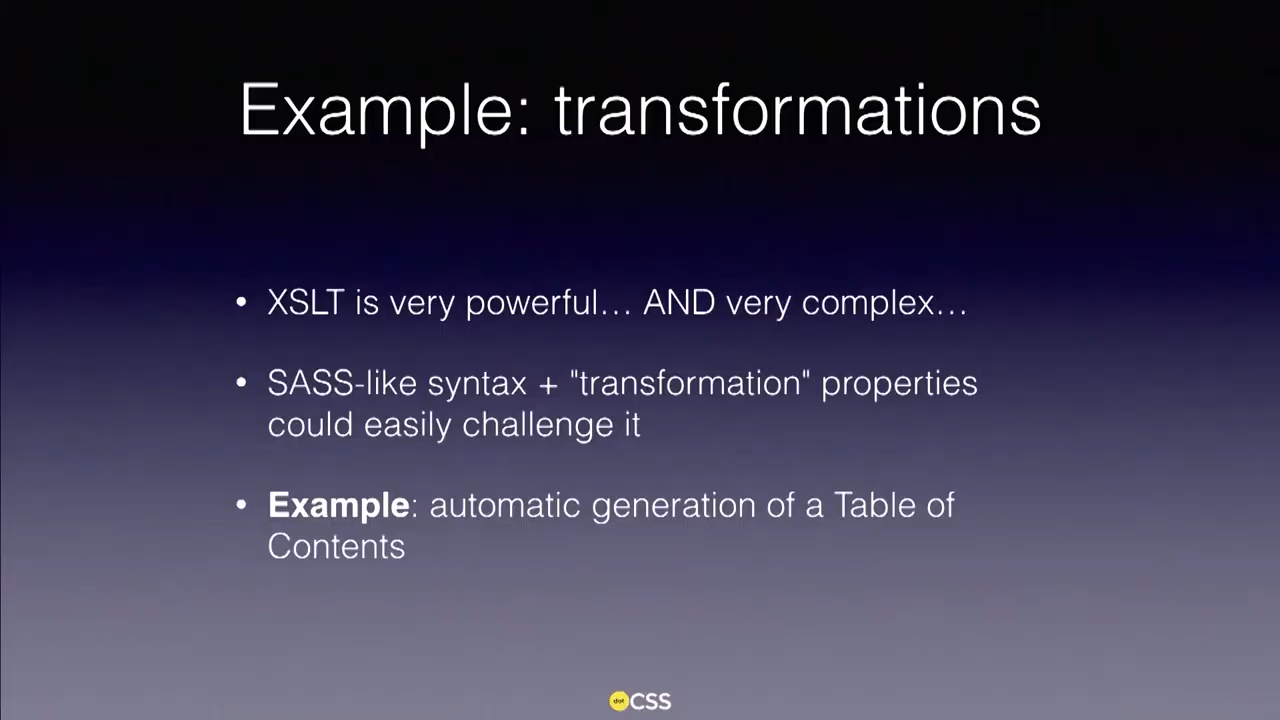 Example: transformations
• XSLT is very powerful… AND very complex…
• SASS-like syntax + "transformation" properties
could easily challenge it
• Example: automatic generation of a Table of
Contents
dot CSS